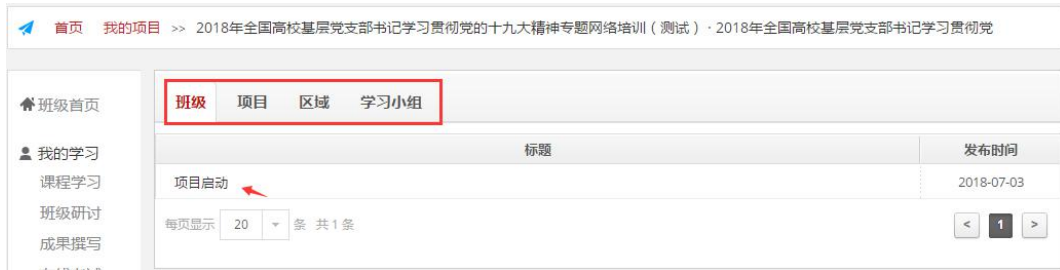 首页 我的项目 >> 2018年全国高校基层党支部书记学习贯彻党的十九大精神专题网络培训（测试）·2018年全国高校基层党支部书记学习贯彻党
班级首页
我的学习
课程学习
班级研讨
成果撰写
班级 项目 区域 学习小组
标题 发布时间
项目启动 2018-07-03
每页显示 20 条 共1条
< 1 >